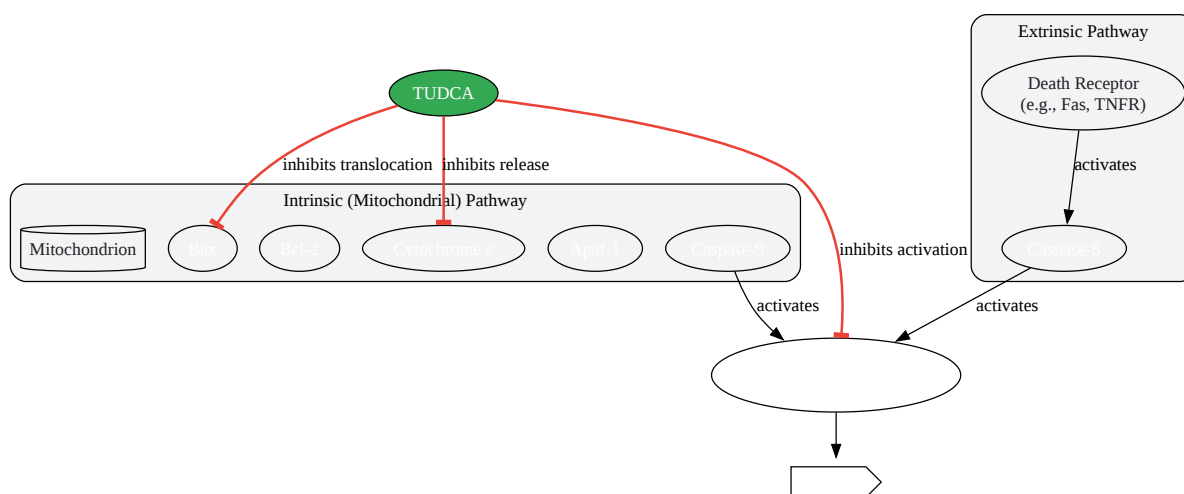 Extrinsic Pathway
Death Receptor
(e.g., Fas, TNFR)
TUDCA
activates
inhibits translocation
inhibits release
Intrinsic (Mitochondrial) Pathway
Mitochondrion
Bax
Bcl-2
Cytochrome c
Apaf-1
Caspase-9
inhibits activation
Caspase-8
activates
activates